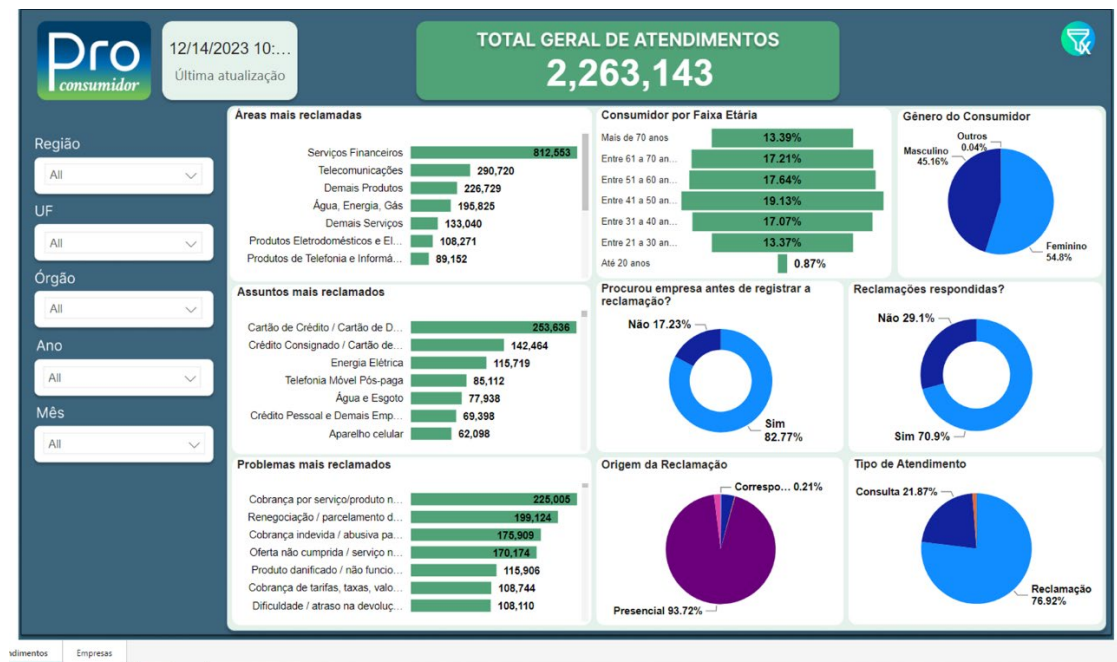 Pro
consumidor
12/14/2023 10:...
Última atualização
TOTAL GERAL DE ATENDIMENTOS
2,263,143
Região
All
UF
All
Órgão
All
Ano
All
Mês
All
Áreas mais reclamadas
Serviços Financeiros 812,553
Telecomunicações 290,720
Demais Produtos 226,729
Água, Energia, Gás 195,825
Demais Serviços 133,040
Produtos Eletrodomésticos e El... 108,271
Produtos de Telefonia e Informá... 89,152
Consumidor por Faixa Etária
Mais de 70 anos 13.39%
Entre 61 a 70 an... 17.21%
Entre 51 a 60 an... 17.64%
Entre 41 a 50 an... 19.13%
Entre 31 a 40 an... 17.07%
Entre 21 a 30 an... 13.37%
Até 20 anos 0.87%
Gênero do Consumidor
Outros
0.04%
Masculino
45.16%
Feminino
54.8%
Assuntos mais reclamados
Cartão de Crédito / Cartão de D... 253,636
Crédito Consignado / Cartão de... 142,464
Energia Elétrica 115,719
Telefonia Móvel Pós-paga 85,112
Água e Esgoto 77,938
Crédito Pessoal e Demais Emp... 69,398
Aparelho celular 62,098
Procurou empresa antes de registrar a
reclamação?
Não 17.23%
Sim
82.77%
Reclamações respondidas?
Não 29.1%
Sim 70.9%
Problemas mais reclamados
Cobrança por serviço/produto n... 225,005
Renegociação / parcelamento d... 199,124
Cobrança indevida / abusiva pa... 175,909
Oferta não cumprida / serviço n... 170,174
Produto danificado / não funcio... 115,906
Cobrança de tarifas, taxas, valo... 108,744
Dificuldade / atraso na devoluç... 108,110
Origem da Reclamação
Correspo... 0.21%
Presencial 93.72%
Tipo de Atendimento
Consulta 21.87%
Reclamação
76.92%
ndimentos
Empresas